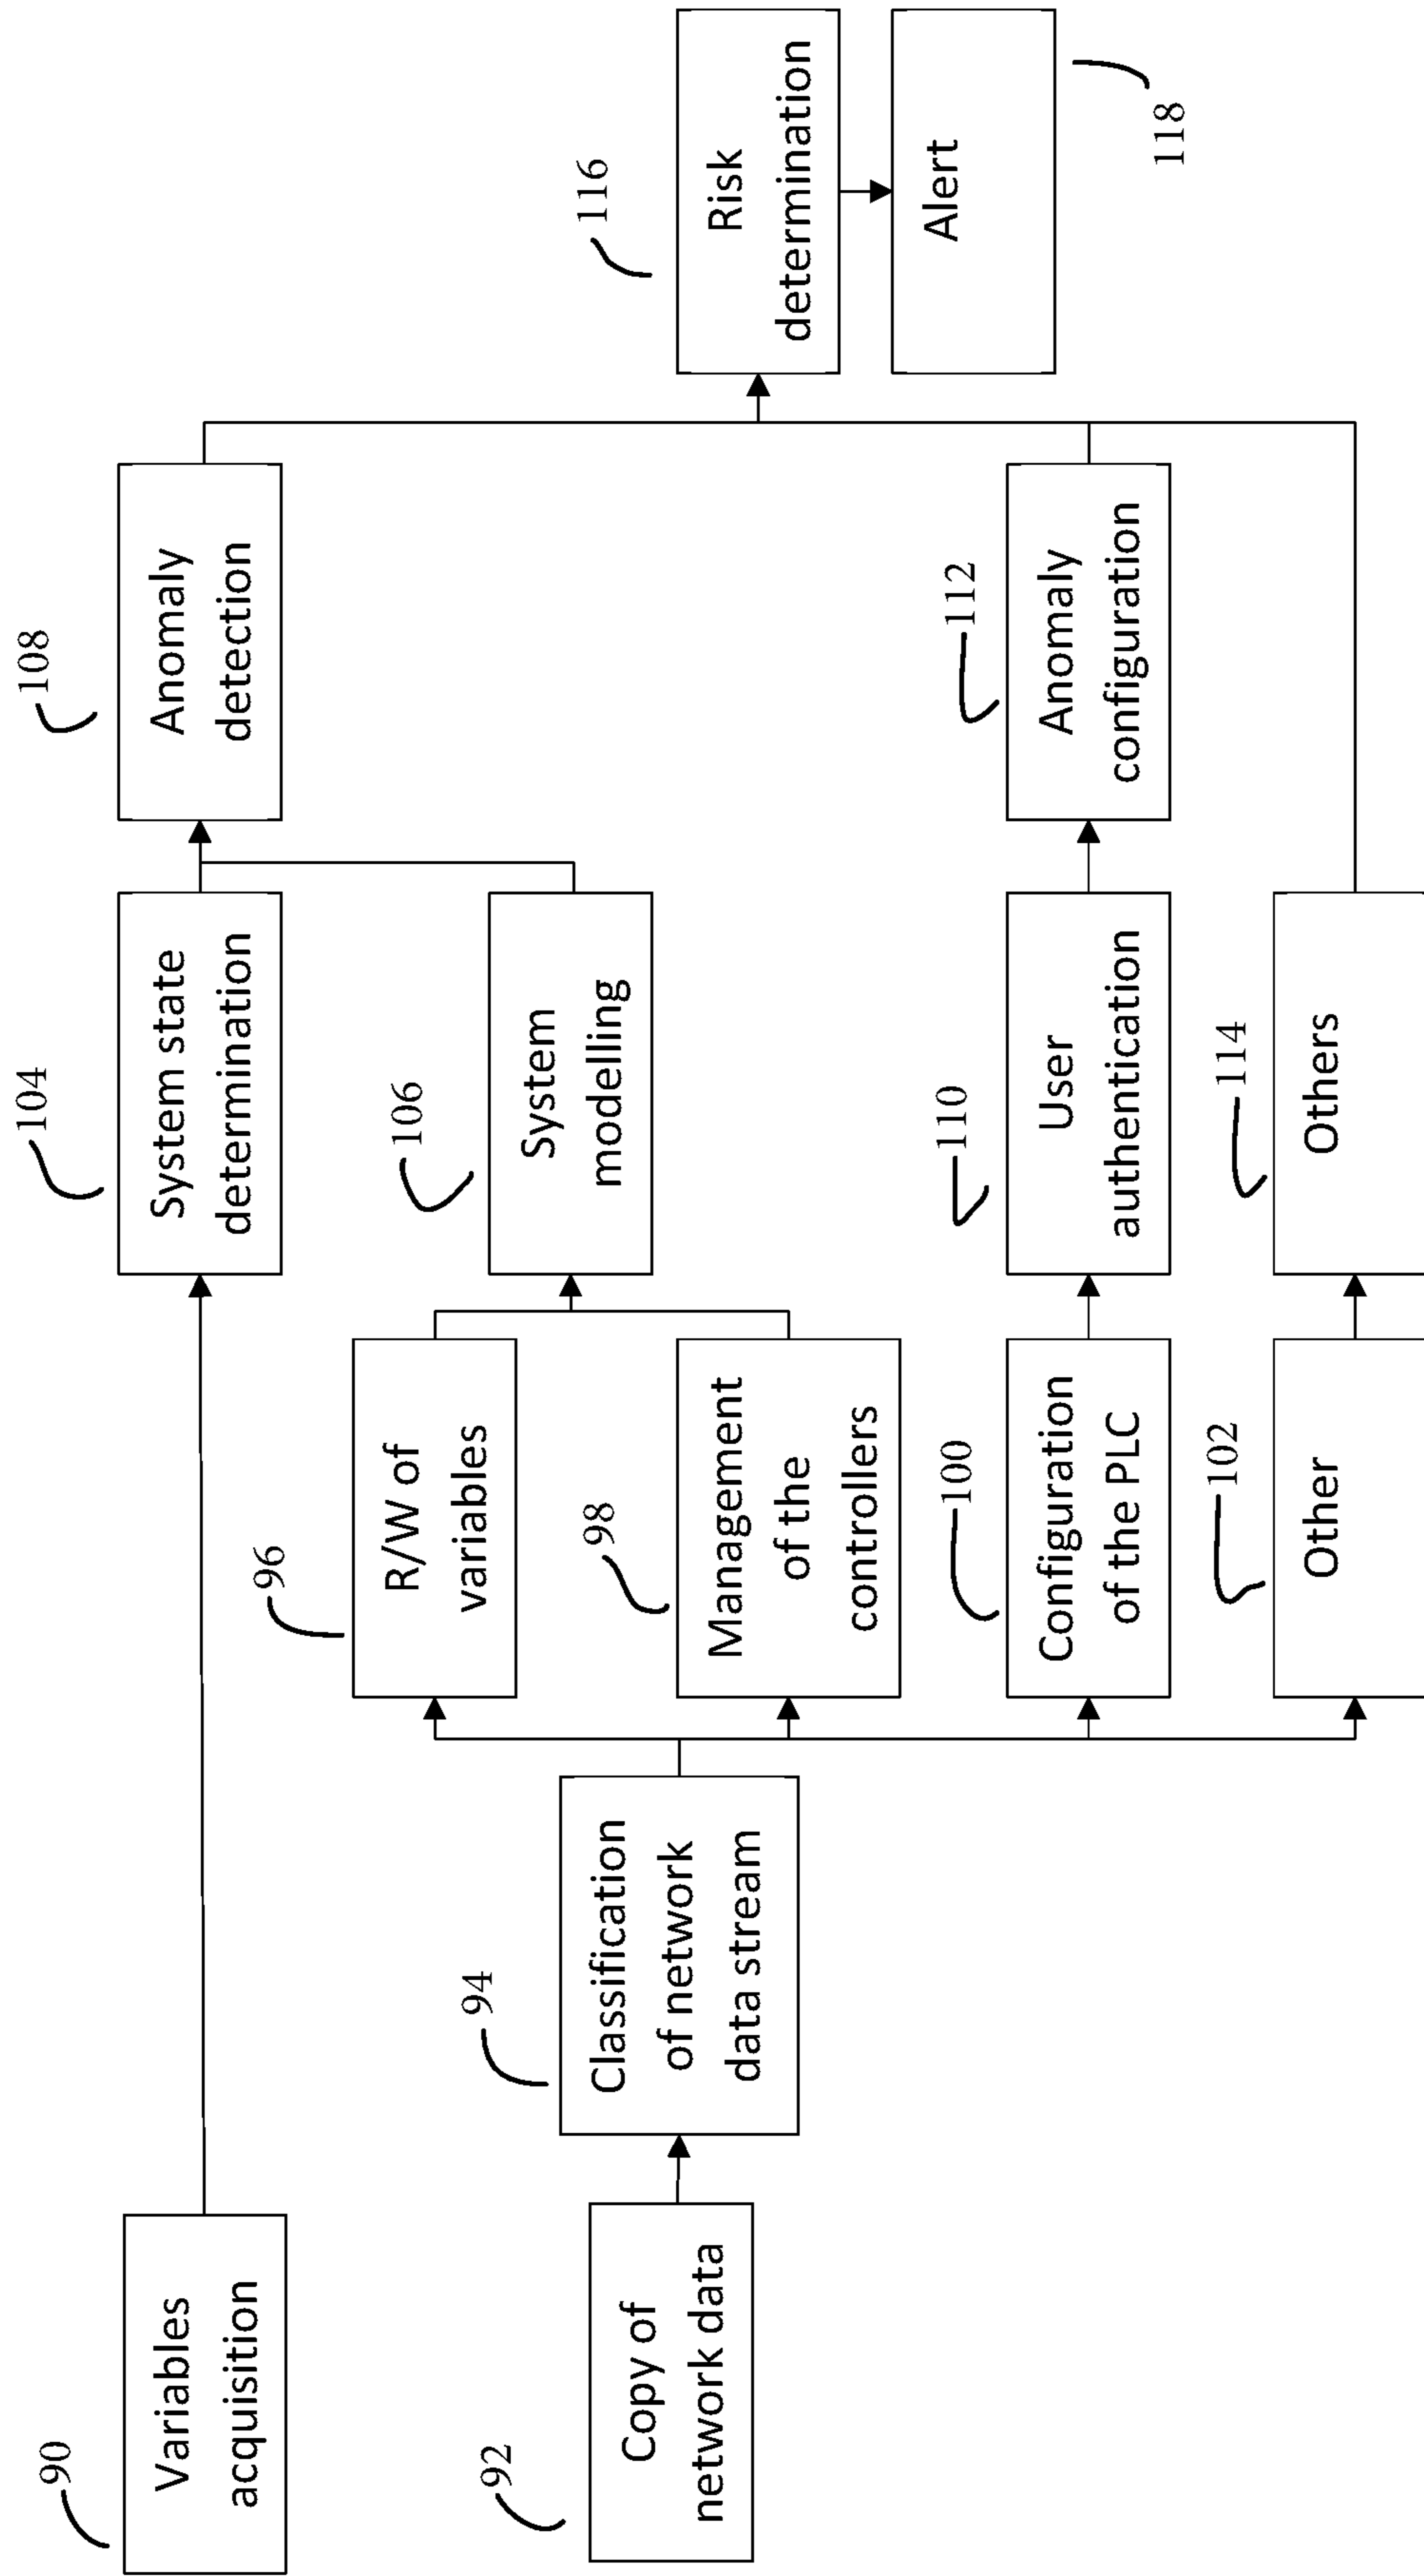 90
Variables
acquisition
92
Copy of
network data
94
Classification
of network
data stream
96
R/W of
variables
98
Management
of the
controllers
100
Configuration
of the PLC
102
Other
104
System state
determination
106
System
modelling
110
User
authentication
114
Others
108
Anomaly
detection
112
Anomaly
configuration
116
Risk
determination
Alert
118